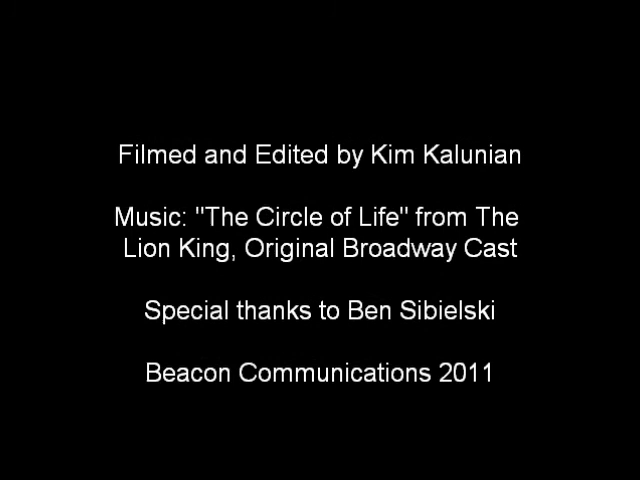 Filmed and Edited by Kim Kalunian
Music: "The Circle of Life" from The
Lion King, Original Broadway Cast
Special thanks to Ben Sibielski
Beacon Communications 2011